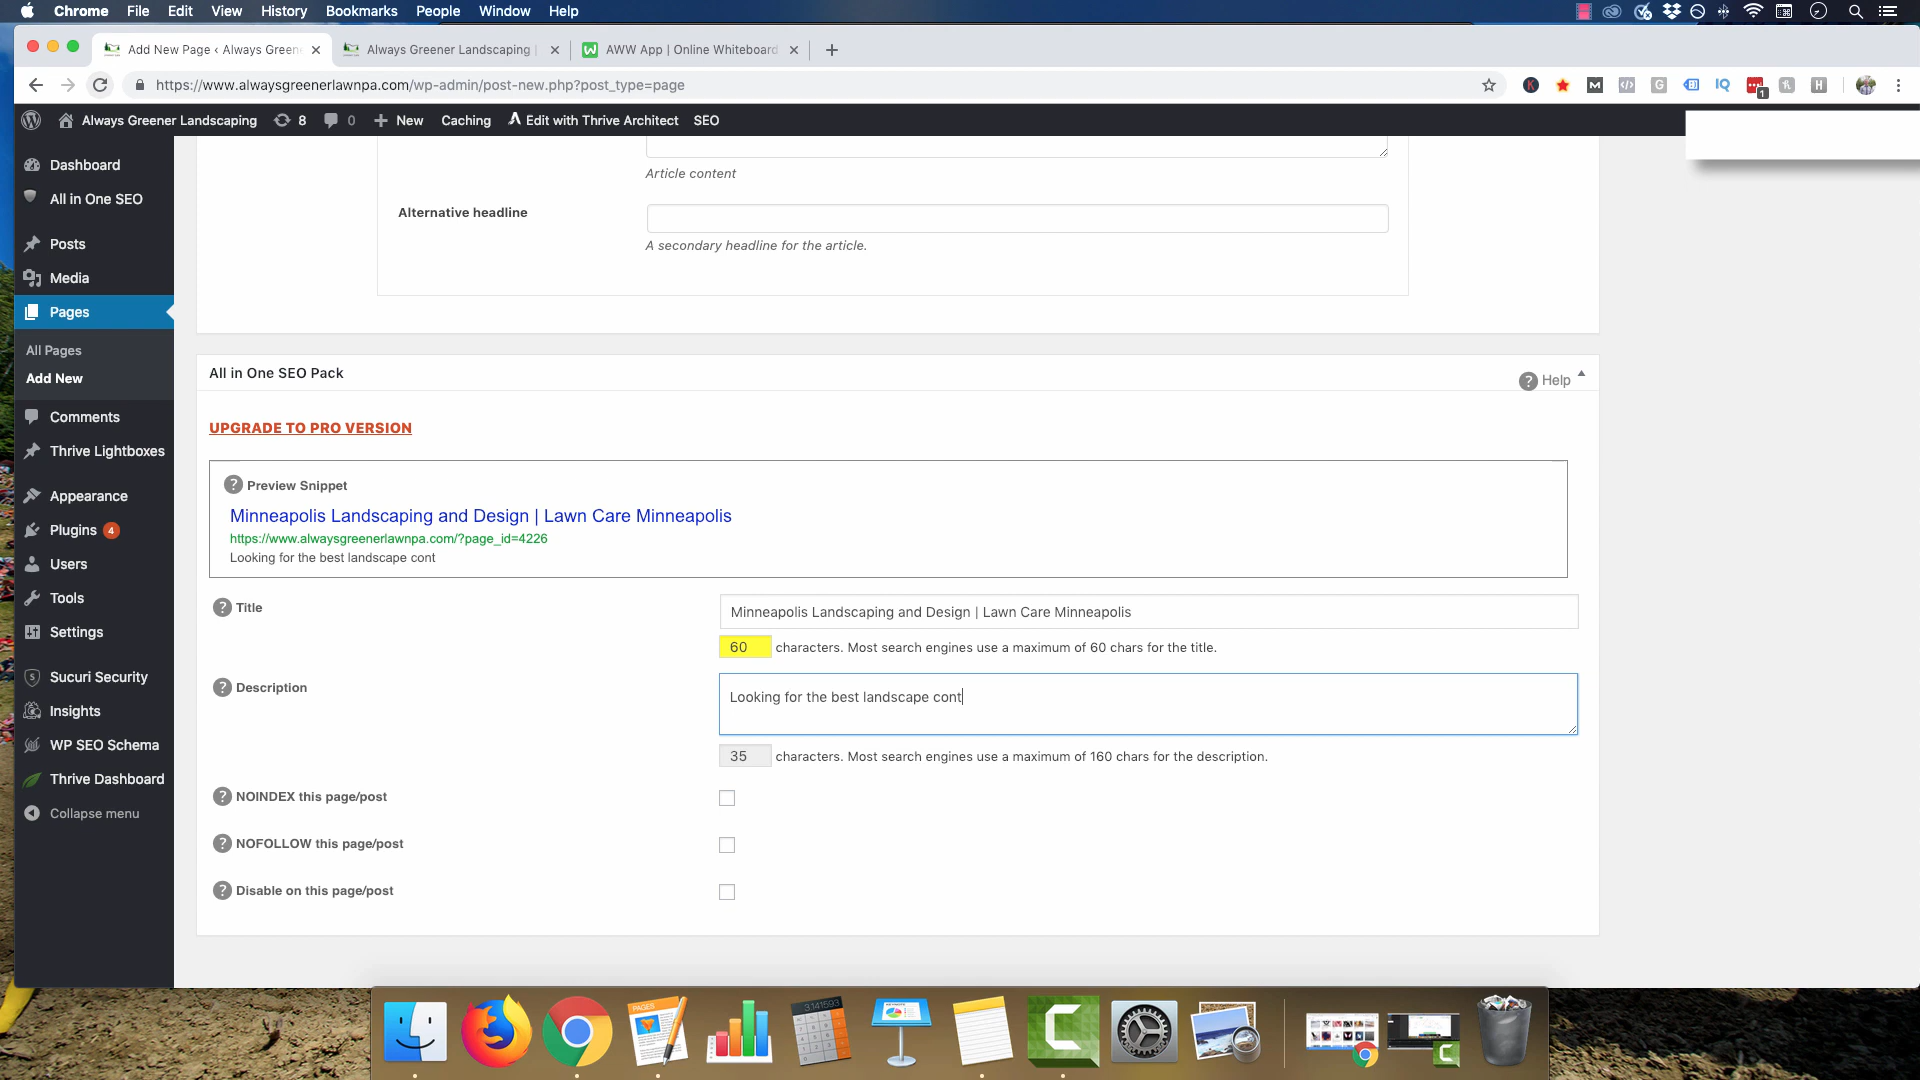 Chrome File Edit View History Bookmarks People Window Help
Add New Page ‹ Always Greene
Always Greener Landscaping |
AWW App | Online Whiteboard
https://www.alwaysgreenerlawnpa.com/wp-admin/post-new.php?post_type=page
Always Greener Landscaping 8 0 New Caching Edit with Thrive Architect SEO
Dashboard
All in One SEO
Posts
Media
Pages
All Pages
Add New
Comments
Thrive Lightboxes
Appearance
Plugins 4
Users
Tools
Settings
Sucuri Security
Insights
WP SEO Schema
Thrive Dashboard
Collapse menu
Article content
Alternative headline
A secondary headline for the article.
All in One SEO Pack
Help
UPGRADE TO PRO VERSION
Preview Snippet
Minneapolis Landscaping and Design | Lawn Care Minneapolis
https://www.alwaysgreenerlawnpa.com/?page_id=4226
Looking for the best landscape cont
Title
Minneapolis Landscaping and Design | Lawn Care Minneapolis
60 characters. Most search engines use a maximum of 60 chars for the title.
Description
Looking for the best landscape cont
35 characters. Most search engines use a maximum of 160 chars for the description.
NOINDEX this page/post
NOFOLLOW this page/post
Disable on this page/post
PAGES
3.141593